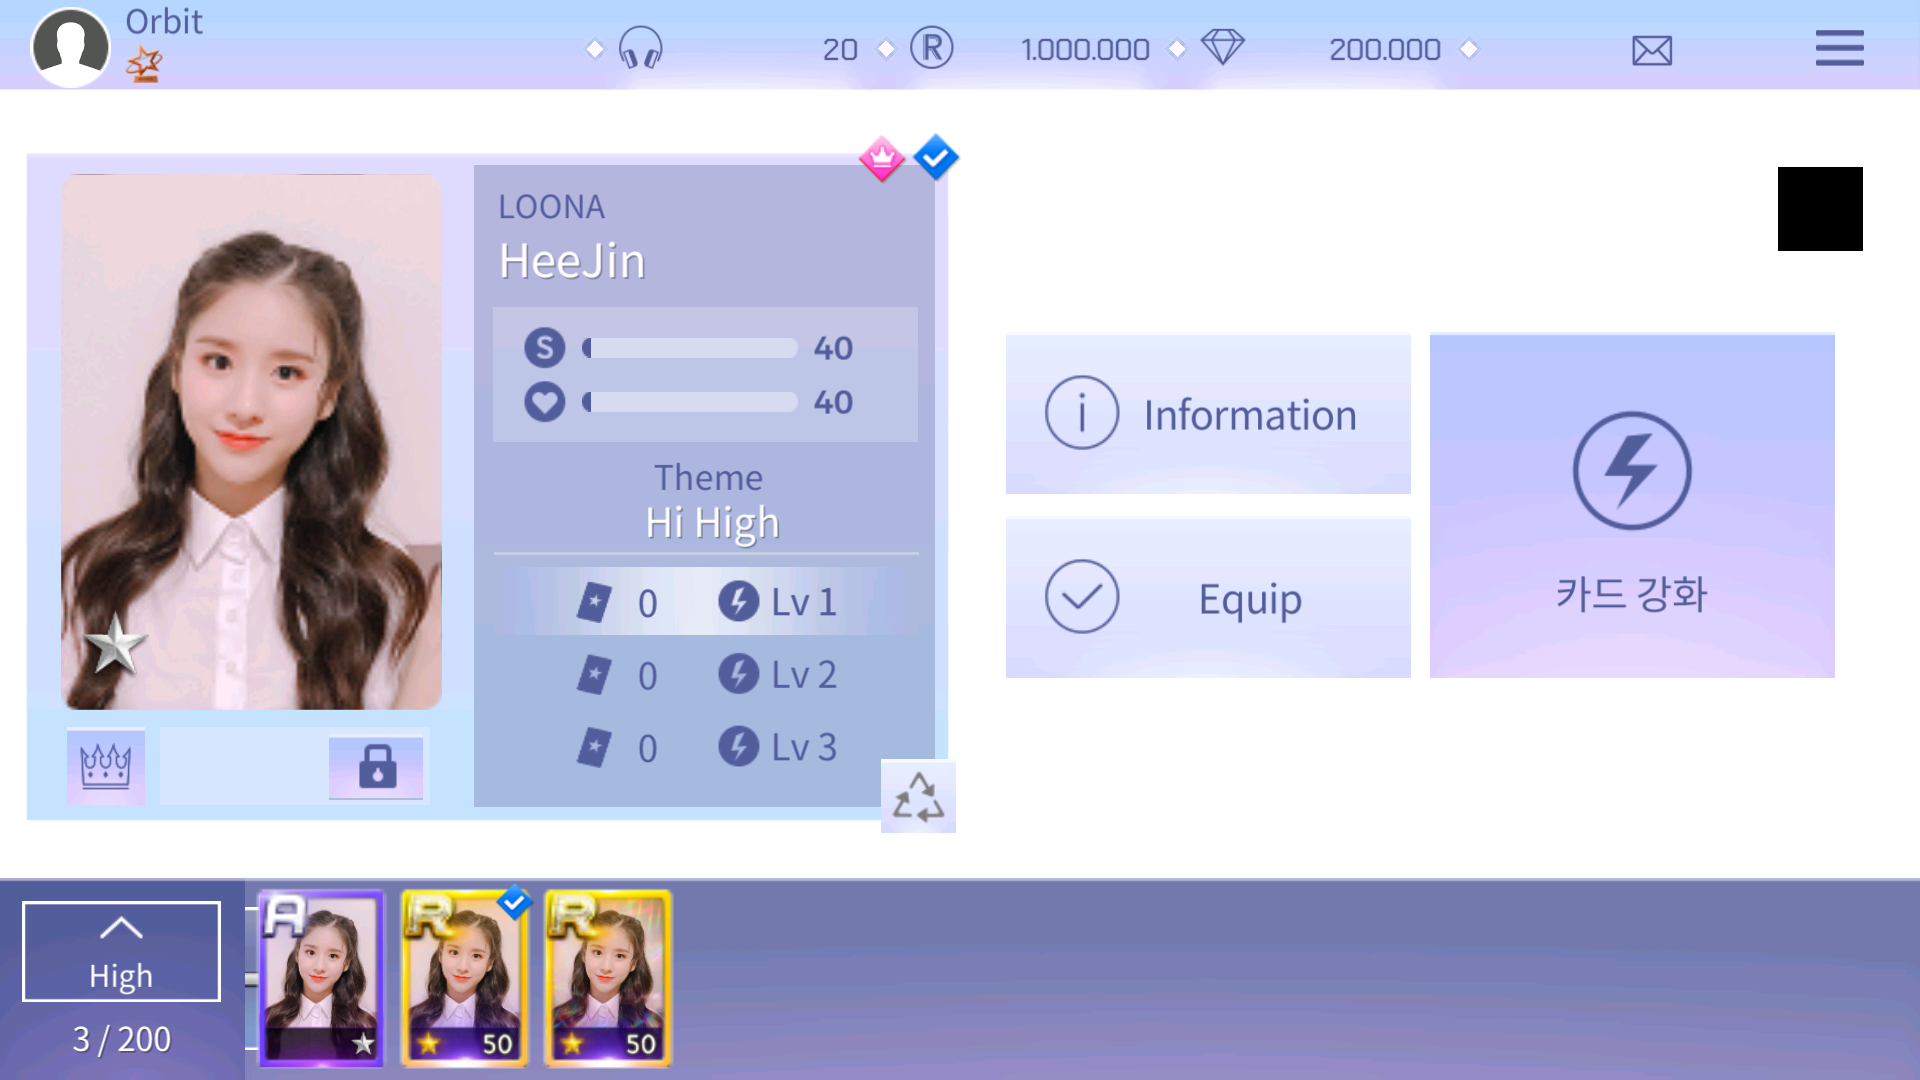 Orbit
20
R
1.000.000
200.000
LOONA
HeeJin
S 40
40
Theme
Hi High
0 Lv 1
0 Lv 2
0 Lv 3
i Information
Equip
카드 강화
High
3 / 200
A
R
50
R
50